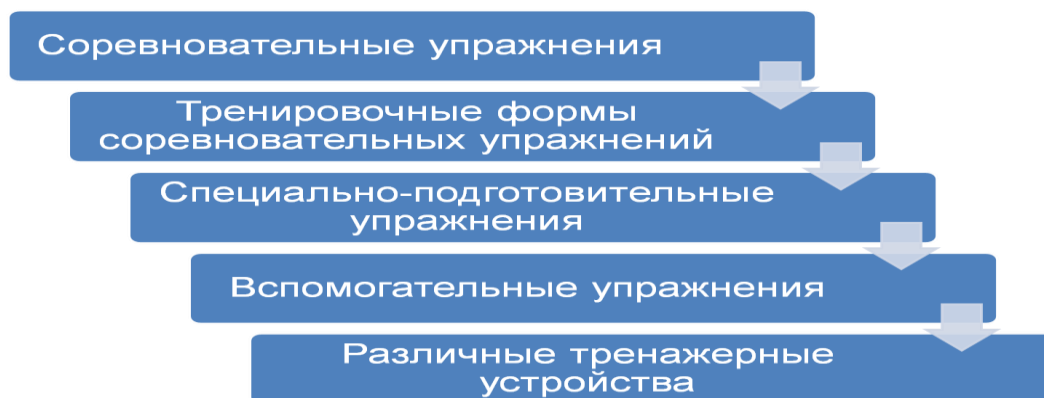 Соревновательные упражнения
Тренировочные формы
соревновательных упражнений
Специально-подготовительные
упражнения
Вспомогательные упражнения
Различные тренажерные
устройства